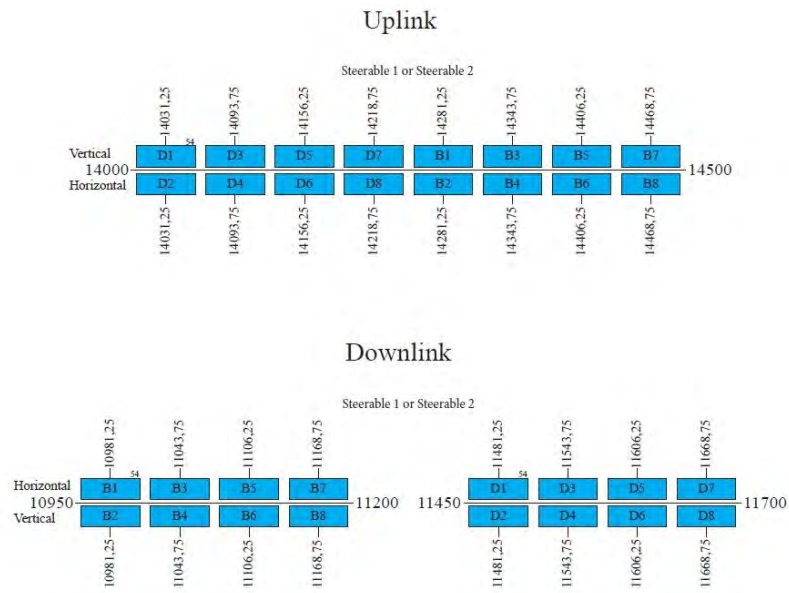 Uplink
Steerable 1 or Steerable 2
14031,25 14093,75 14156,25 14218,75 14281,25 14343,75 14406,25 14468,75
54
Vertical D1 D3 D5 D7 B1 B3 B5 B7
14000 14500
Horizontal D2 D4 D6 D8 B2 B4 B6 B8
14031,25 14093,75 14156,25 14218,75 14281,25 14343,75 14406,25 14468,75
Downlink
Steerable 1 or Steerable 2
10981,25 11043,75 11106,25 11168,75 11481,25 11543,75 11606,25 11668,75
54 54
Horizontal B1 B3 B5 B7 D1 D3 D5 D7
10950 11200 11450 11700
Vertical B2 B4 B6 B8 D2 D4 D6 D8
10981,25 11043,75 11106,25 11168,75 11481,25 11543,75 11606,25 11668,75